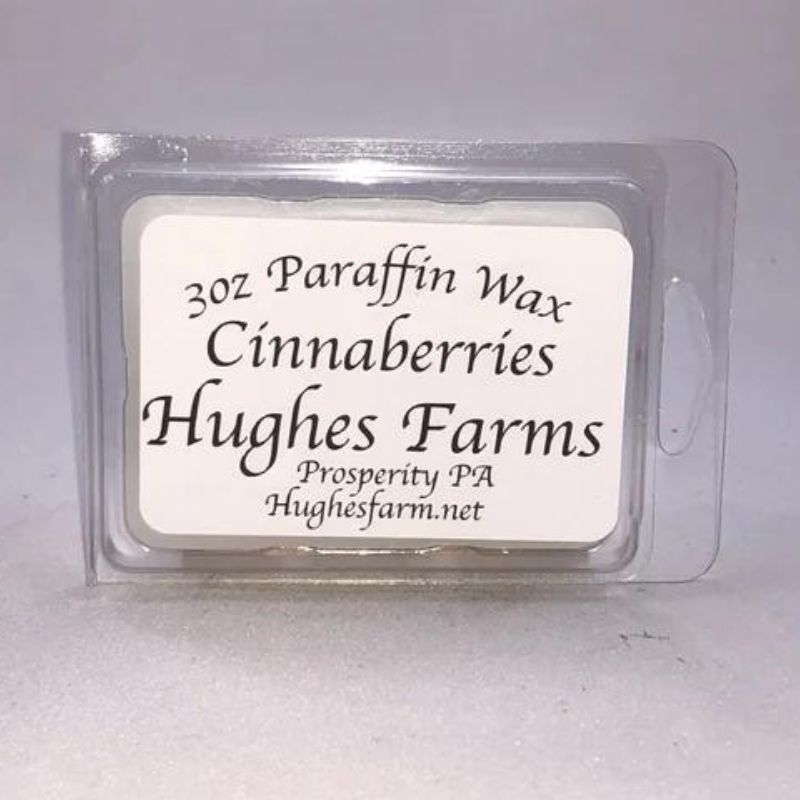 3oz Paraffin Wax
Cinnaberries
Hughes Farms
Prosperity PA
Hughesfarm.net